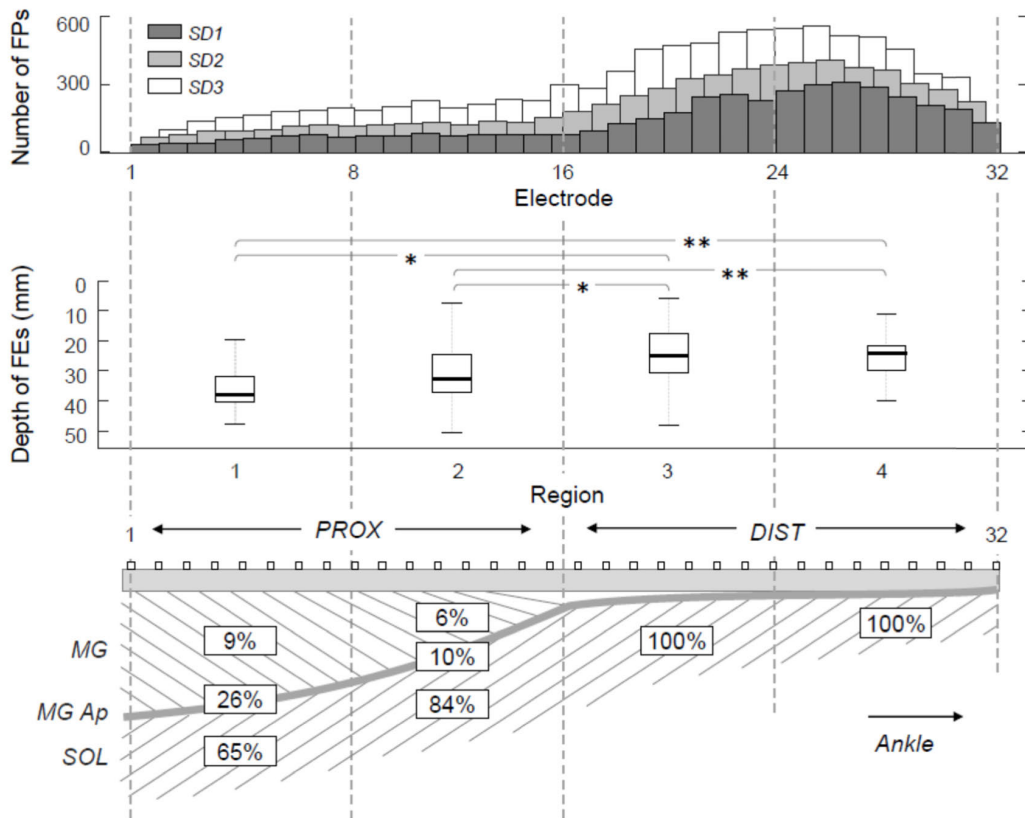 Number of FPs
600
300
0
SD1
SD2
SD3
1 8 16 24 32
Electrode
**
*
**
*
Depth of FEs (mm)
0
10
20
30
40
50
1 2 3 4
Region
1 PROX DIST 32
MG
MG Ap
SOL
9%
26%
65%
6%
10%
84%
100%
100%
Ankle